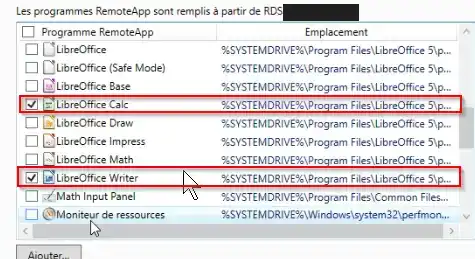 Les programmes RemoteApp sont remplis à partir de RDS
Programme RemoteApp Emplacement
LibreOffice %SYSTEMDRIVE%\Program Files\LibreOffice 5\p...
LibreOffice (Safe Mode) %SYSTEMDRIVE%\Program Files\LibreOffice 5\p...
LibreOffice Base %SYSTEMDRIVE%\Program Files\LibreOffice 5\p...
LibreOffice Calc %SYSTEMDRIVE%\Program Files\LibreOffice 5\p...
LibreOffice Draw %SYSTEMDRIVE%\Program Files\LibreOffice 5\p...
LibreOffice Impress %SYSTEMDRIVE%\Program Files\LibreOffice 5\p...
LibreOffice Math %SYSTEMDRIVE%\Program Files\LibreOffice 5\p...
LibreOffice Writer %SYSTEMDRIVE%\Program Files\LibreOffice 5\p...
Math Input Panel %SYSTEMDRIVE%\Program Files\Common Files...
Moniteur de ressources %SYSTEMDRIVE%\Windows\system32\perfmon...
Ajouter...